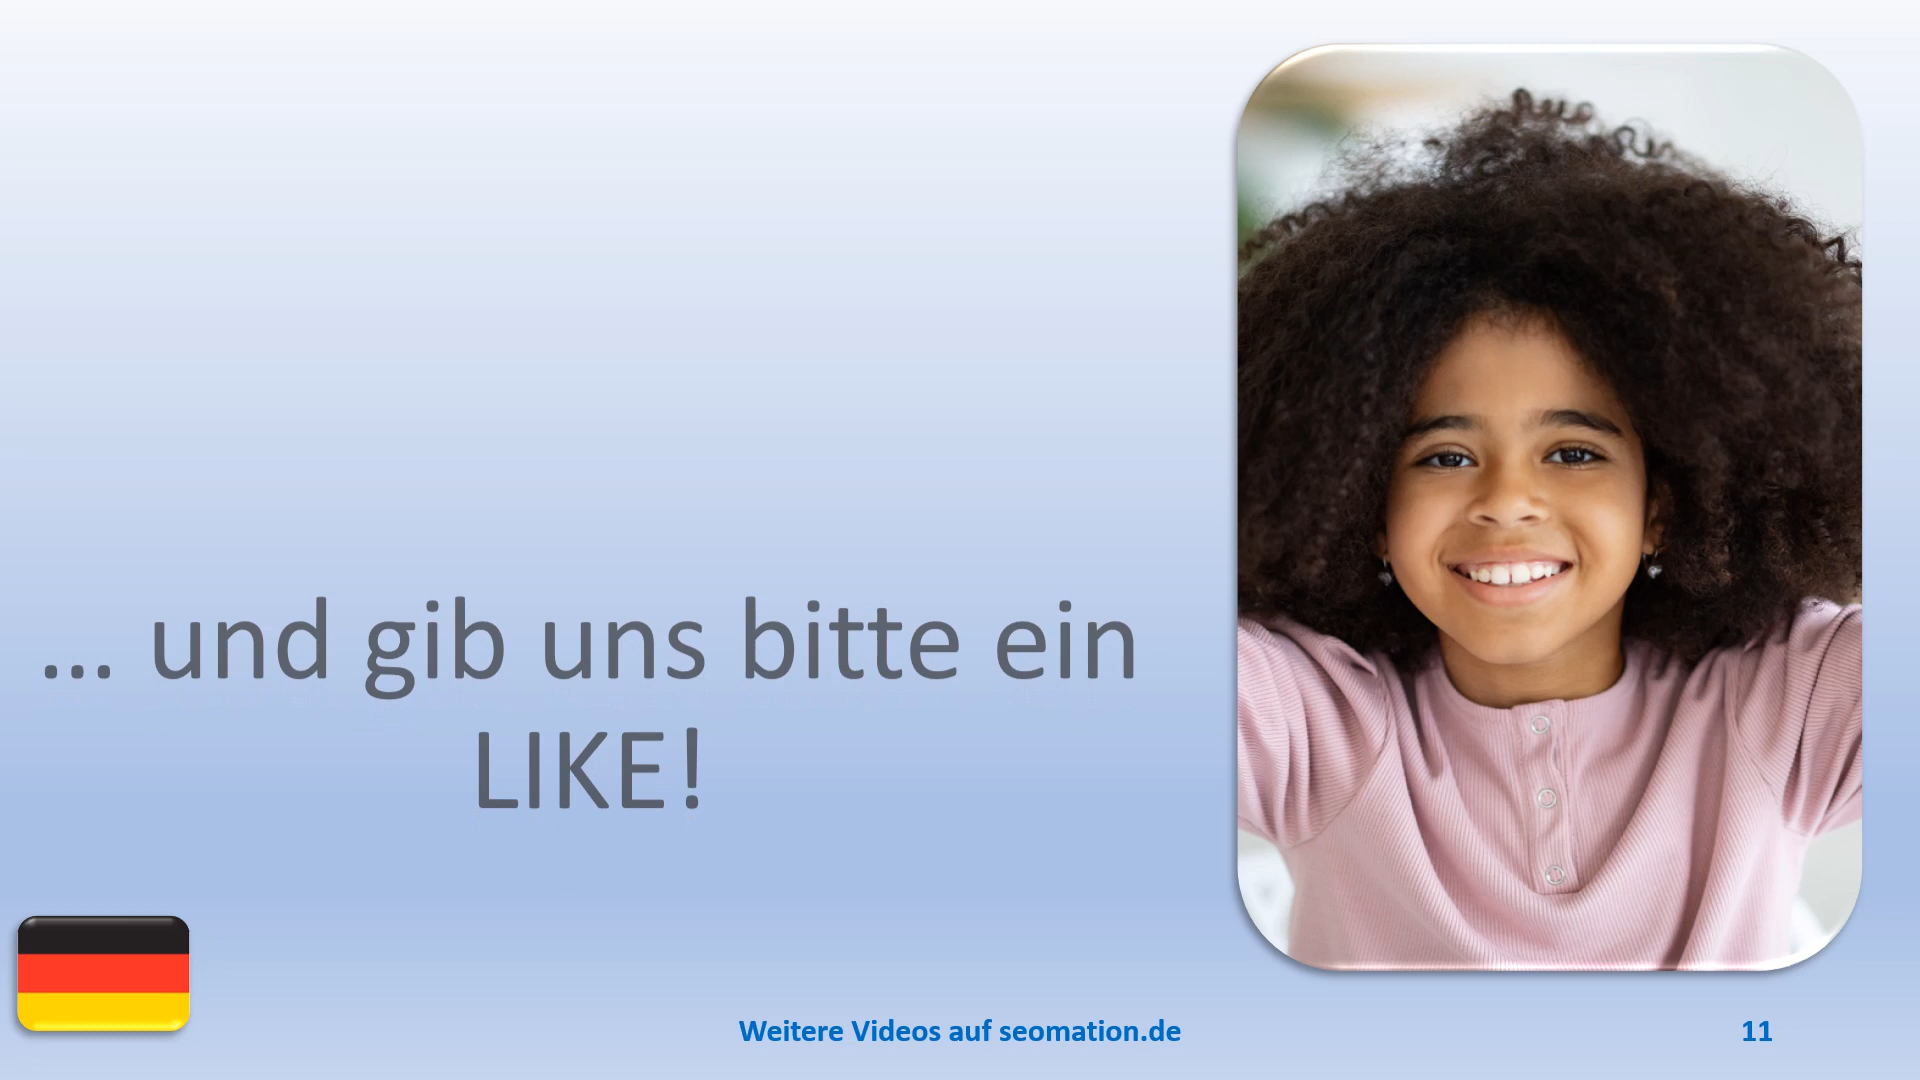 ... und gib uns bitte ein
LIKE!
Weitere Videos auf seomation.de
11